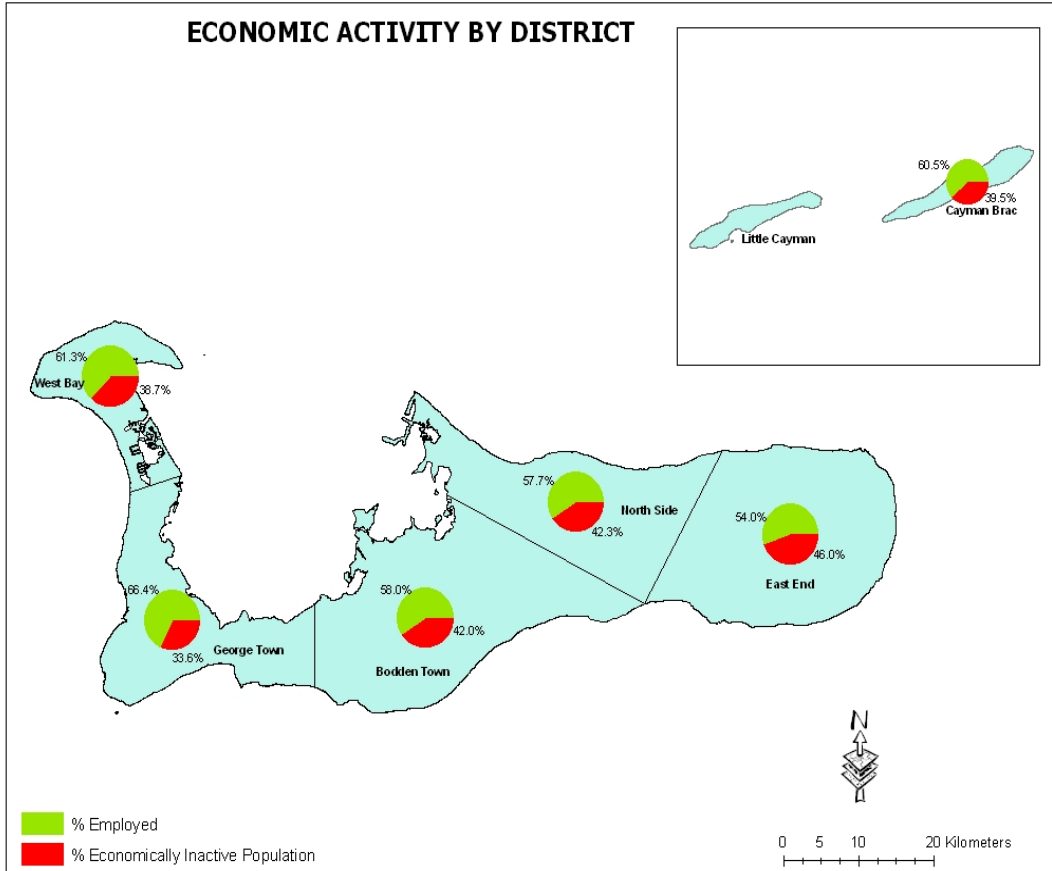 ECONOMIC ACTIVITY BY DISTRICT
60.5%
39.5%
Cayman Brac
Little Cayman
61.3%
West Bay
38.7%
57.7%
North Side
42.3%
54.0%
46.0%
East End
66.4%
George Town
33.6%
58.0%
42.0%
Bodden Town
N
% Employed
% Economically Inactive Population
0 5 10 20 Kilometers